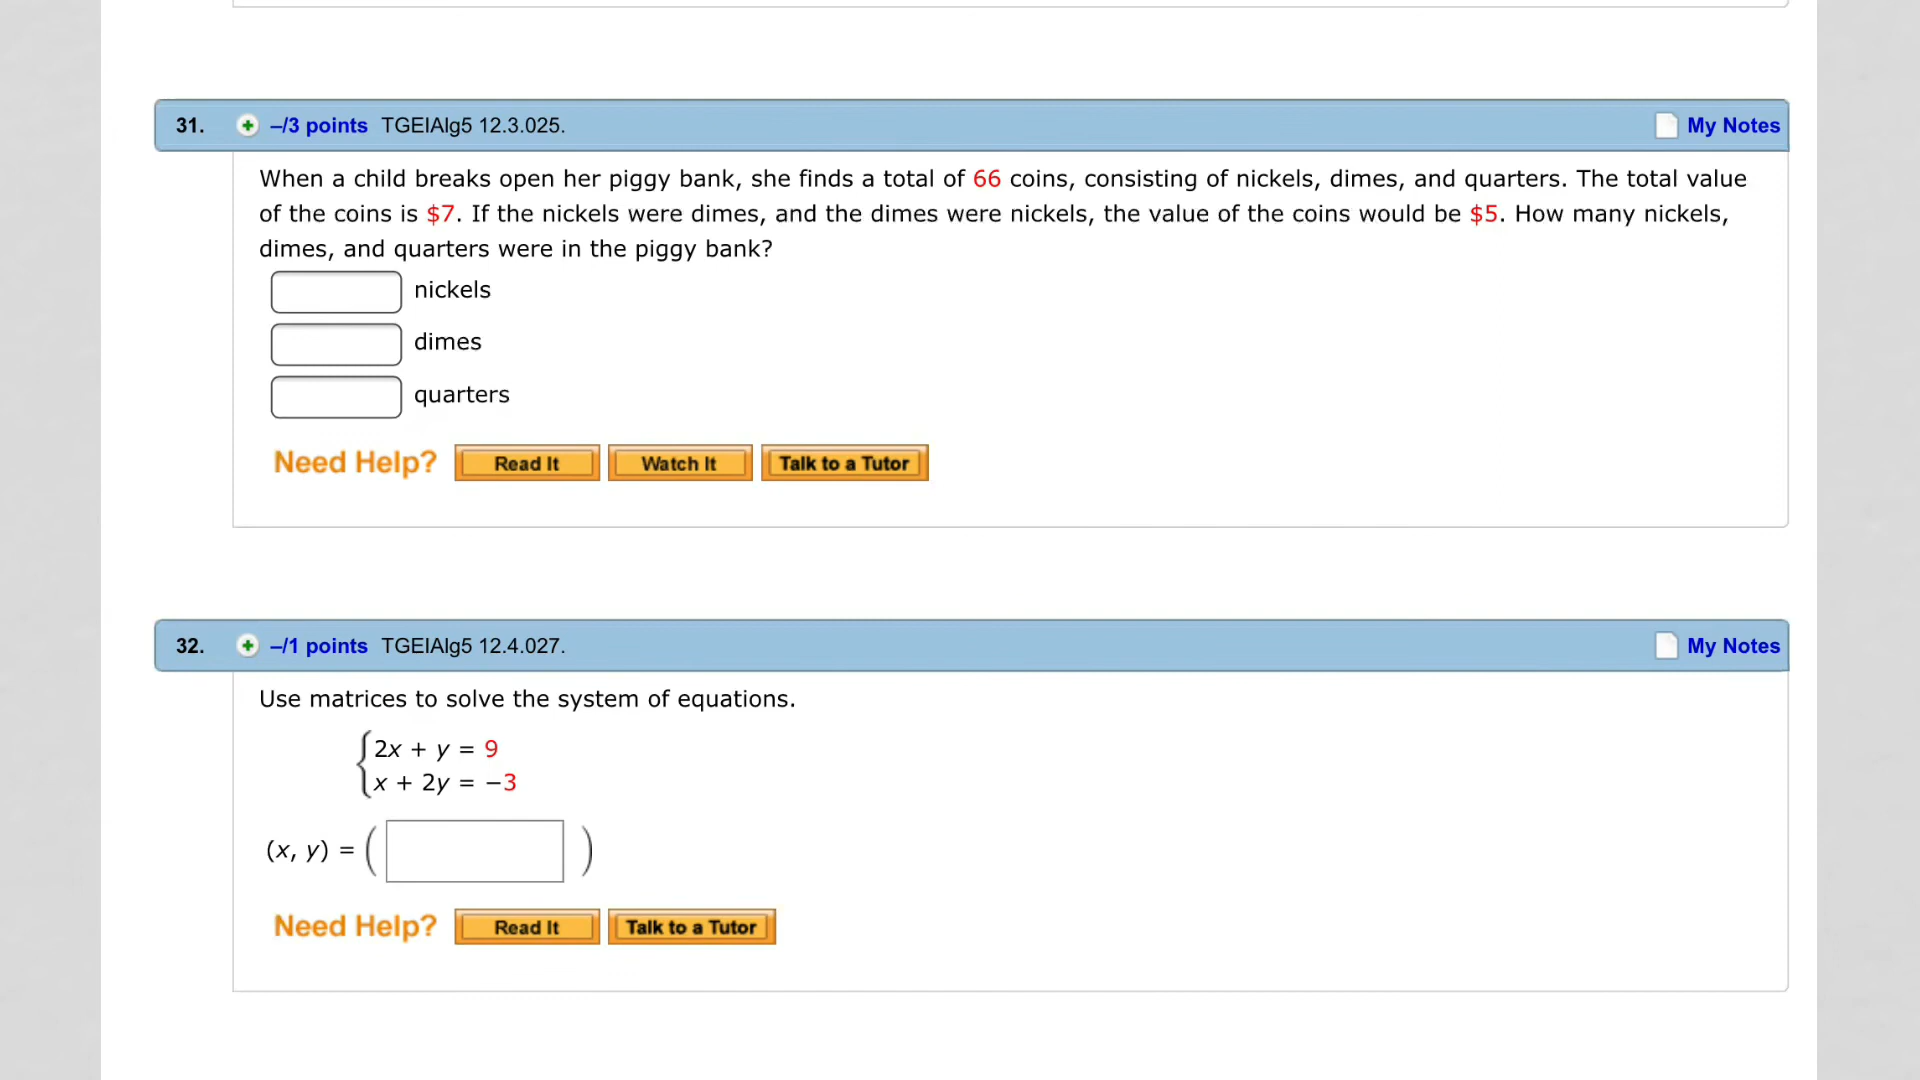 31. –/3 points TGEIAlg5 12.3.025. My Notes
When a child breaks open her piggy bank, she finds a total of 66 coins, consisting of nickels, dimes, and quarters. The total value
of the coins is $7. If the nickels were dimes, and the dimes were nickels, the value of the coins would be $5. How many nickels,
dimes, and quarters were in the piggy bank?
nickels
dimes
quarters
Need Help? Read It Watch It Talk to a Tutor
32. –/1 points TGEIAlg5 12.4.027. My Notes
Use matrices to solve the system of equations.
2x + y = 9
x + 2y = −3
(x, y) = ( )
Need Help? Read It Talk to a Tutor